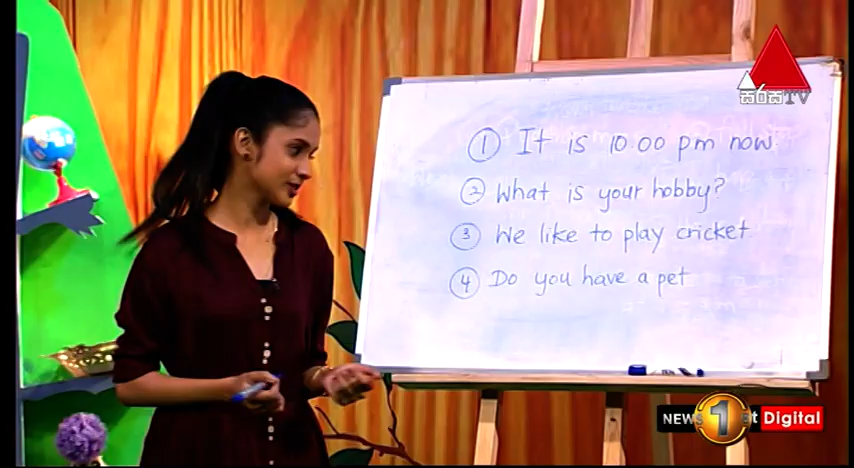 සිරස TV
① It is 10.00 pm now
② What is your hobby?
③ We like to play cricket
④ Do you have a pet
NEWS 1st Digital